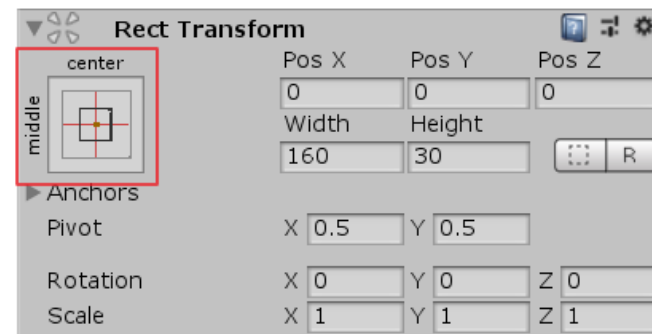 Rect Transform
center
middle
Pos X Pos Y Pos Z
0 0 0
Width Height
160 30
R
Anchors
Pivot X 0.5 Y 0.5
Rotation X 0 Y 0 Z 0
Scale X 1 Y 1 Z 1